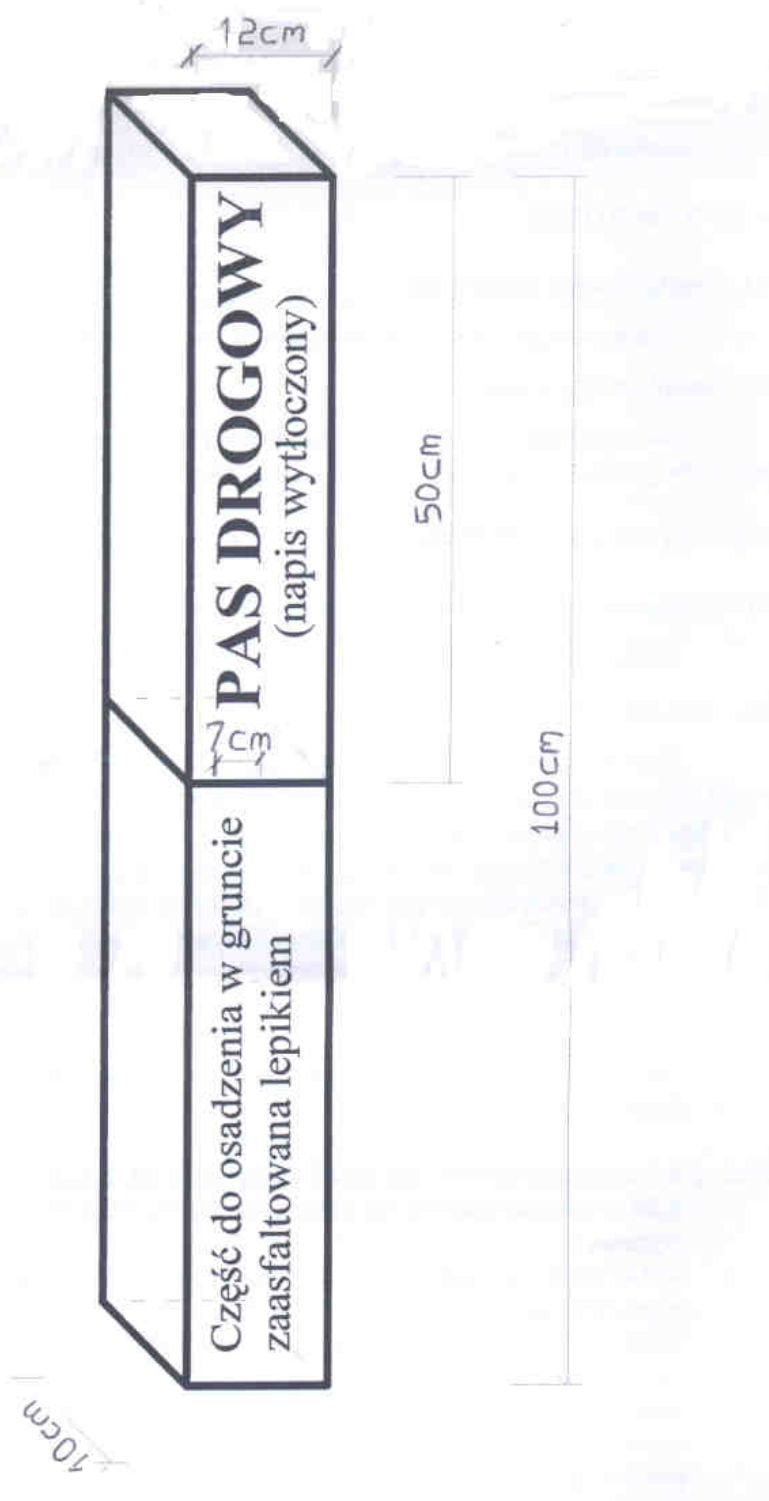 12cm
PAS DROGOWY
(napis wytłoczony)
50cm
7cm
100cm
Część do osadzenia w gruncie
zaasfaltowana lepikiem
10cm